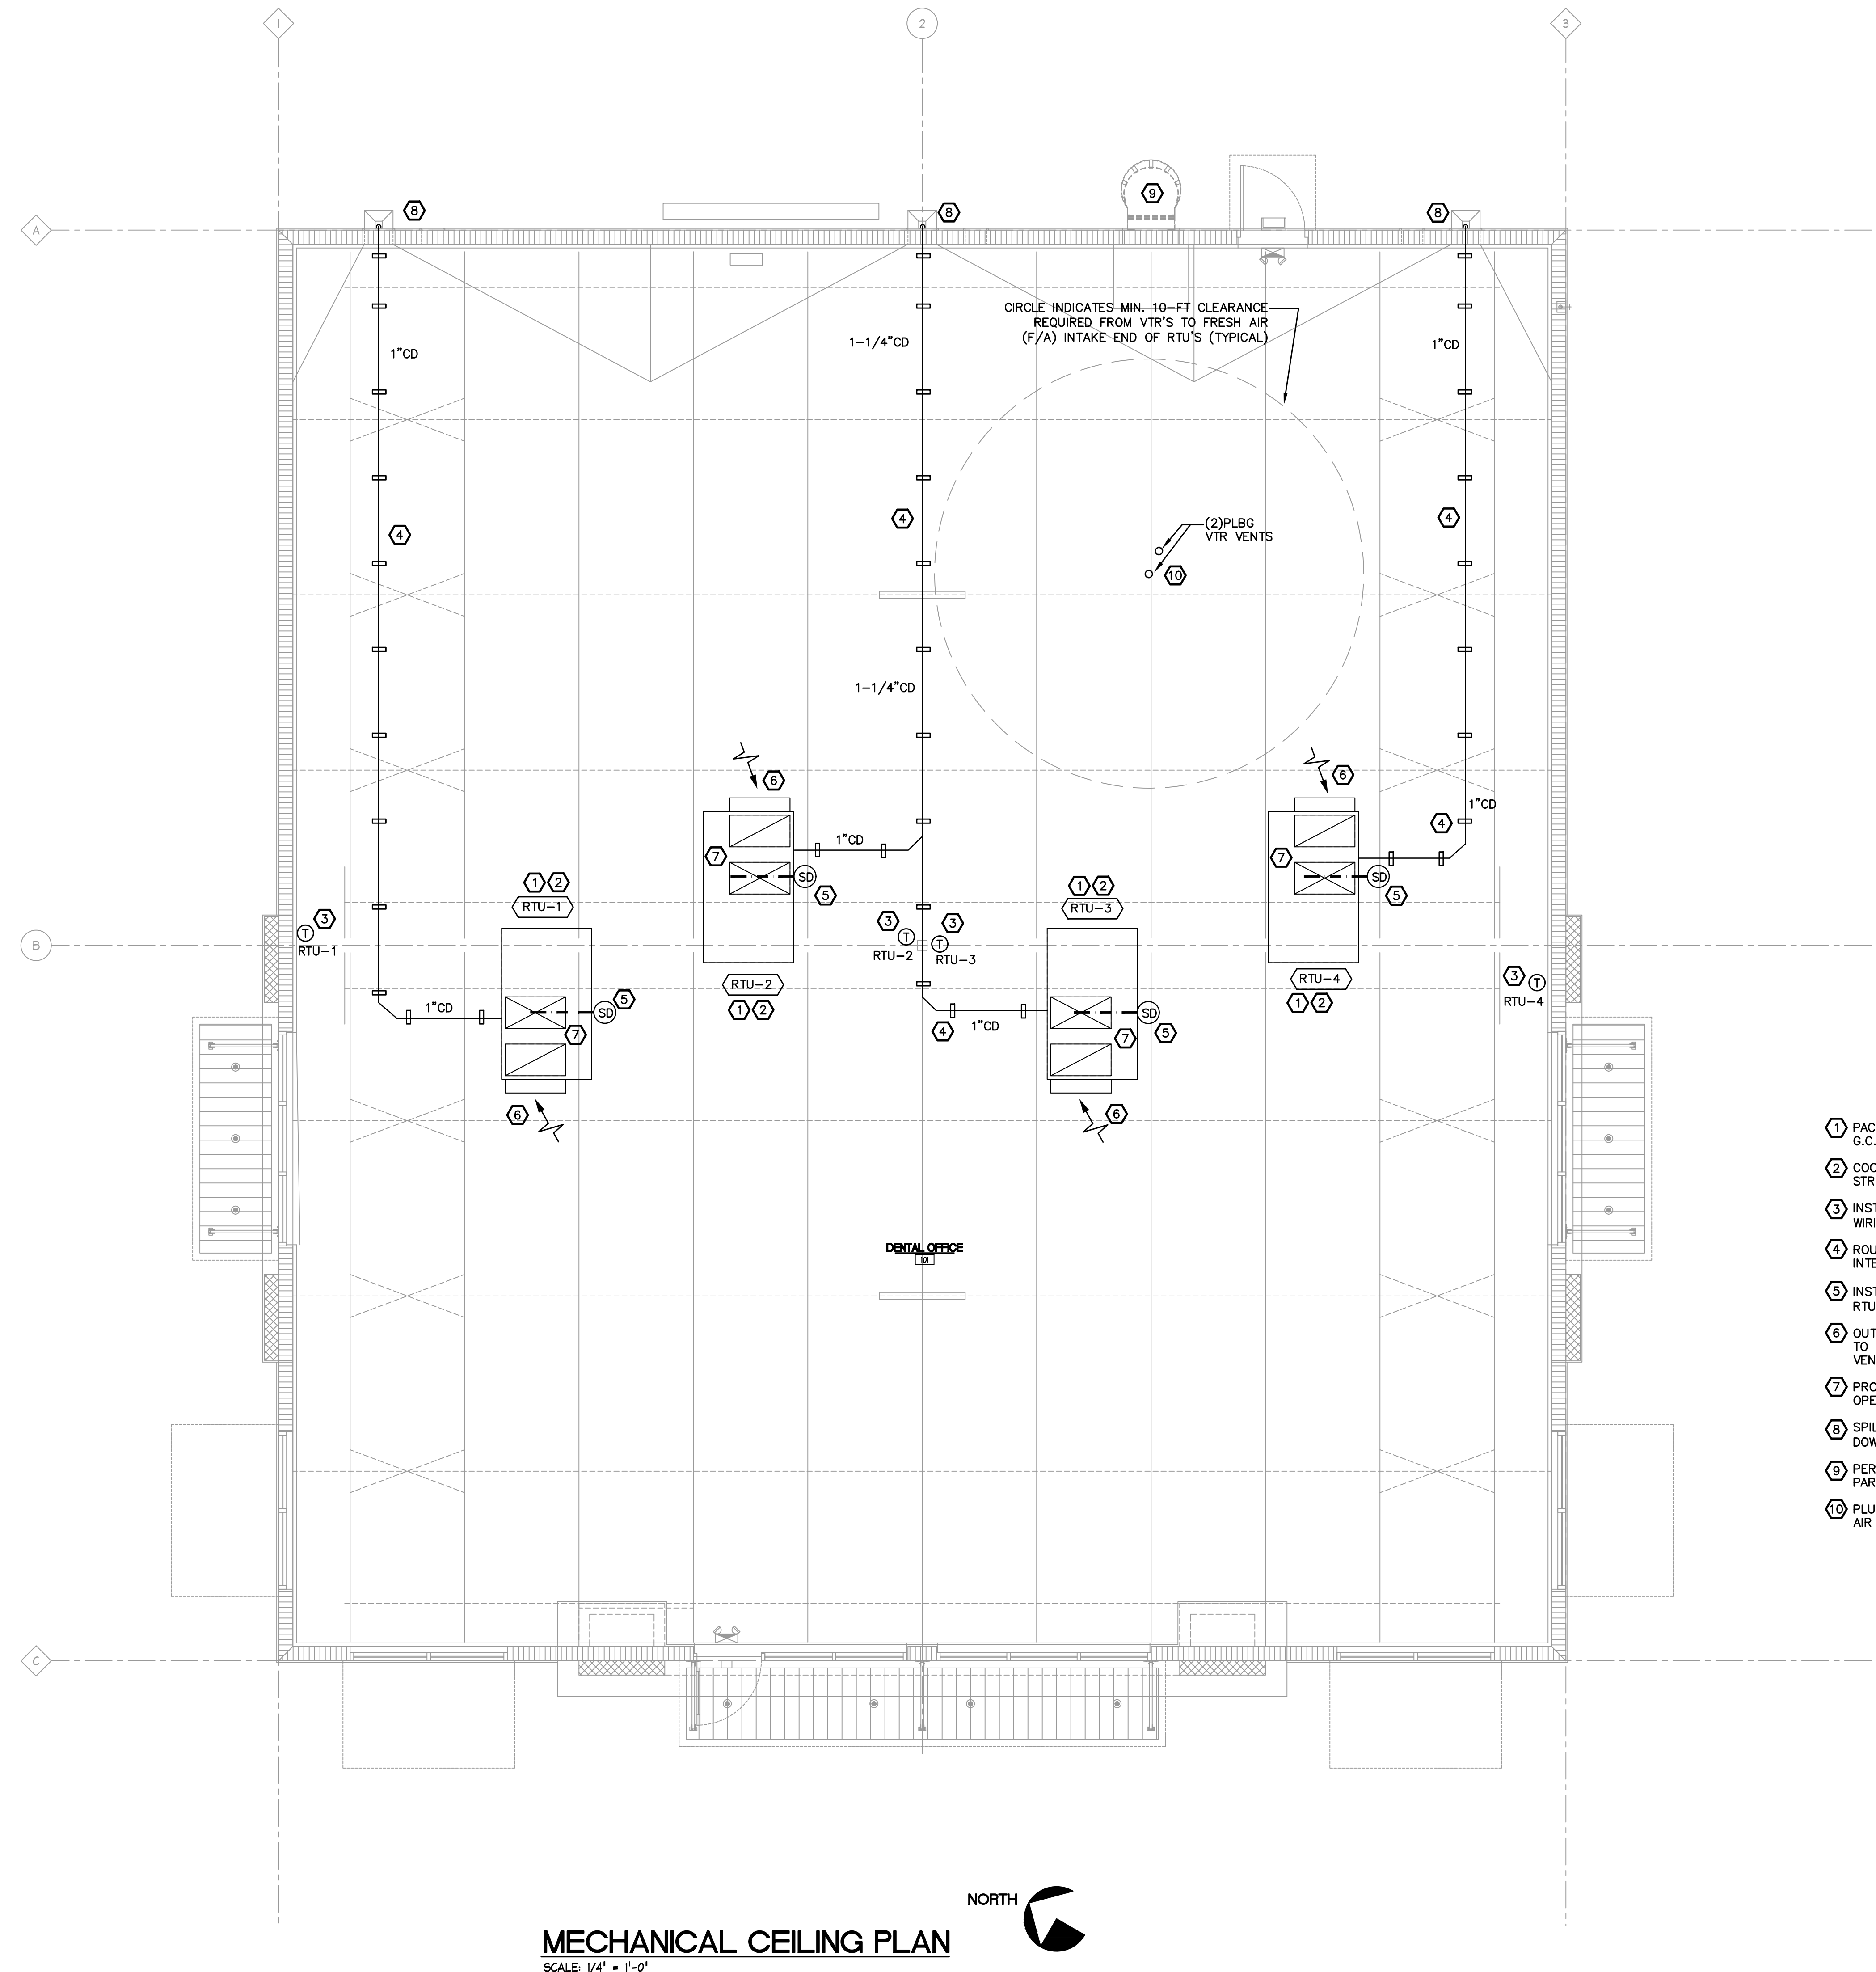 1
2
3
A
8
8
9
8
CIRCLE INDICATES MIN. 10-FT CLEARANCE
REQUIRED FROM VTR'S TO FRESH AIR
(F/A) INTAKE END OF RTU'S (TYPICAL)
1"CD
1-1/4"CD
1"CD
4
4
4
(2)PLBG
VTR VENTS
10
1-1/4"CD
6
6
1"CD
4
1"CD
7
7
SD
SD
5
5
1 2
RTU-1
1 2
RTU-3
3
T
RTU-1
3
T
RTU-2
3
T
RTU-3
B
RTU-2
1 2
RTU-4
1 2
3
T
RTU-4
1"CD
SD
5
7
4
1"CD
SD
5
7
6
6
1 PAC
G.C.
2 COO
STR
3 INST
WIRI
4 ROU
INTE
5 INST
RTU
6 OUT
TO
VEN
7 PRO
OPE
8 SPIL
DOW
9 PER
PAR
10 PLU
AIR
DENTAL OFFICE
101
C
NORTH
MECHANICAL CEILING PLAN
SCALE: 1/4" = 1'-0"